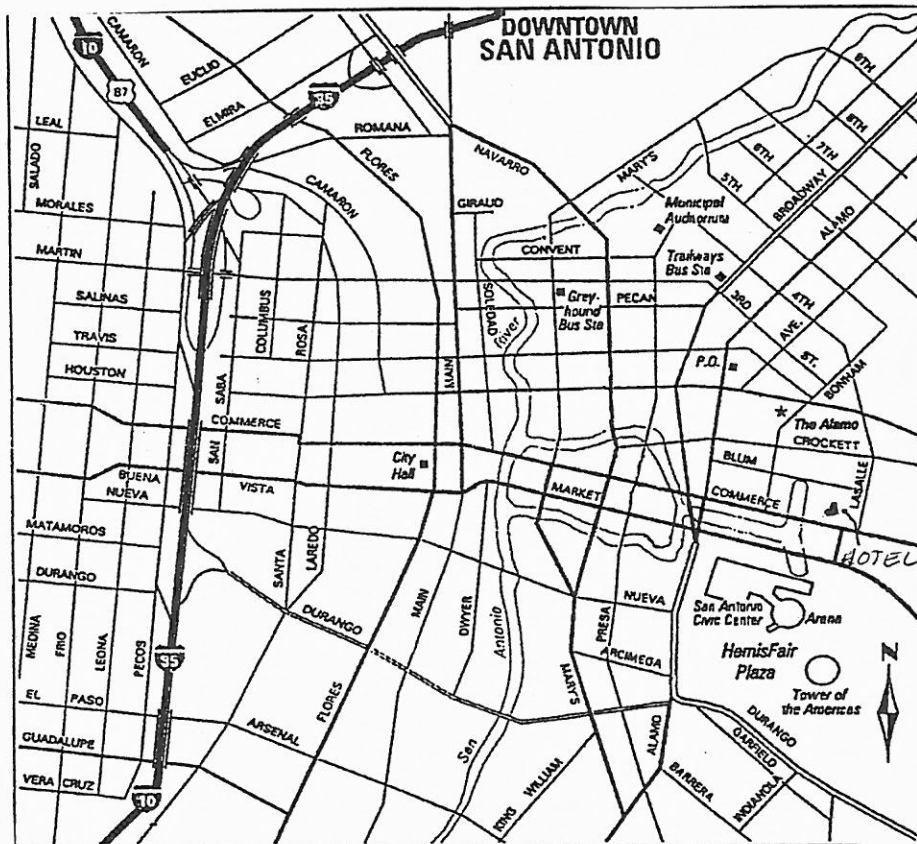 DOWNTOWN
SAN ANTONIO
10
CAMARON
EUCLID
87
ELMIRA
35
ROMANA
LEAL
SALADO
FLORES
NAVARRO
MARY'S
9TH
8TH
7TH
6TH
5TH
BROADWAY
ALAMO
CAMARON
MORALES
GIRAUD
Municipal
Auditorium
MARTIN
CONVENT
Trailways
Bus Sta
SALINAS
COLUMBUS
ROSA
SOLEDAD
River
Grey-
hound
Bus Sta
PECAN
3RD
4TH
AVE.
TRAVIS
ST.
HOUSTON
SABA
MAIN
P.O.
BONHAM
COMMERCE
The Alamo
CROCKETT
SAN
City
Hall
BLUM
BUENA
VISTA
NUEVA
MARKET
COMMERCE
LASALLE
MATAMOROS
LAREDO
SANTA
HOTEL
DURANGO
DURANGO
MAIN
DWYER
Antonio
NUEVA
PRESA
San Antonio
Civic Center
Arena
MEDINA
FRIO
LEONA
PECOS
35
ARCIMEGA
HemisFair
Plaza
N
EL PASO
FLORES
MARY'S
Tower of
the Americas
ARSENAL
GUADALUPE
San
ALAMO
DURANGO
GARFIELD
VERA CRUZ
10
KING WILLIAM
BARRERA
INDIANOLA